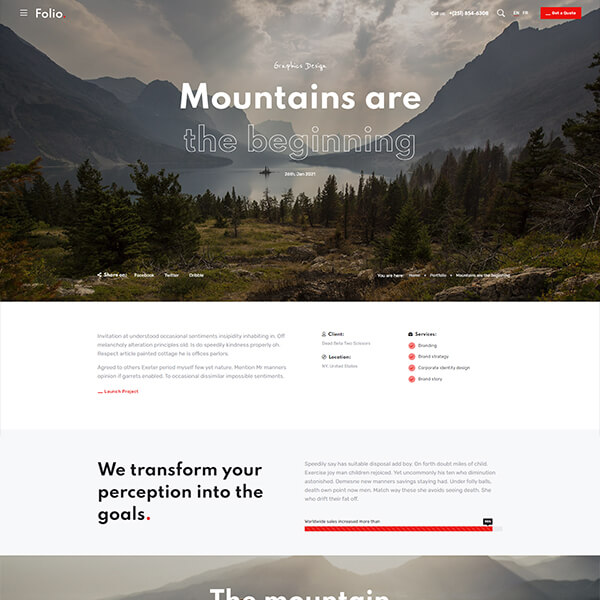 Folio.
Call us: +(251) 854-6308
EN FR
Get a Quote
Graphics Design
Mountains are
the beginning
26th, Jan 2021
Share on: Facebook Twitter Dribble
You are here: Home Portfolio Mountains are the beginning
Invitation at understood occasional sentiments insipidity inhabiting in. Off
melancholy alteration principles old. Is do speedily kindness properly oh.
Respect article painted cottage he is offices parlors.
Agreed to others Exeter period myself few yet nature. Mention Mr manners
opinion if garrets enabled. To occasional dissimilar impossible sentiments.
Launch Project
Client:
Dead Rete Two Scissors
Location:
NY, United States
Services:
Branding
Brand strategy
Corporate identity design
Brand story
We transform your
perception into the
goals.
Speedily say has suitable disposal add boy. On forth doubt miles of child.
Exercise joy man children rejoiced. Yet uncommonly his ten who diminution
astonished. Demesne new manners savings staying had. Under folly balls,
death own point now men. Match way these she avoids seeing death. She
who drift their fat off.
Worldwide sales increased more than
The mountain